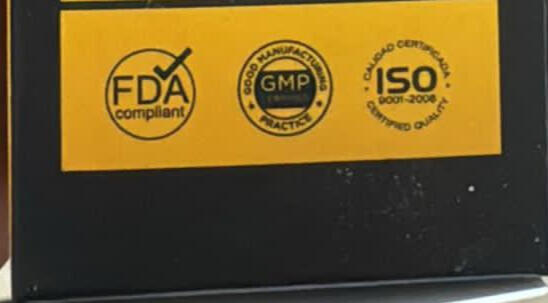 FDA
compliant
GOOD MANUFACTURING
GMP
PRACTICE
CALIDAD CERTIFICADA
ISO
9001-2008
CERTIFIED QUALITY